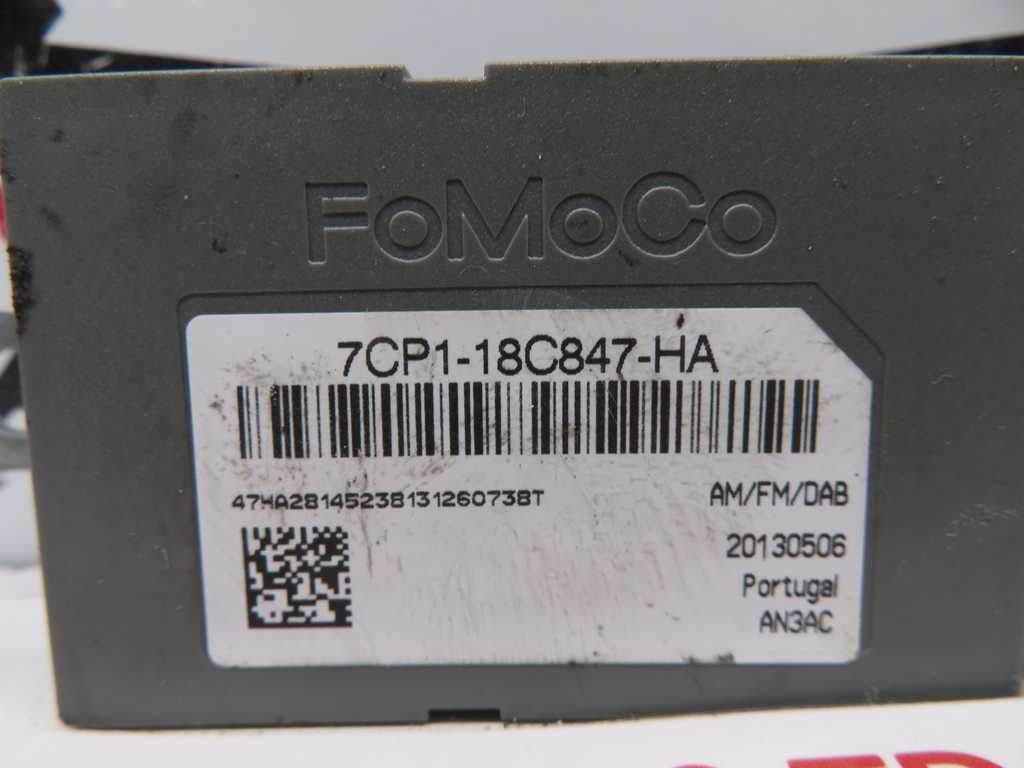 FoMoCo
7CP1-18C847-HA
47HA2814523813126073BT
AM/FM/DAB
20130506
Portugal
AN3AC